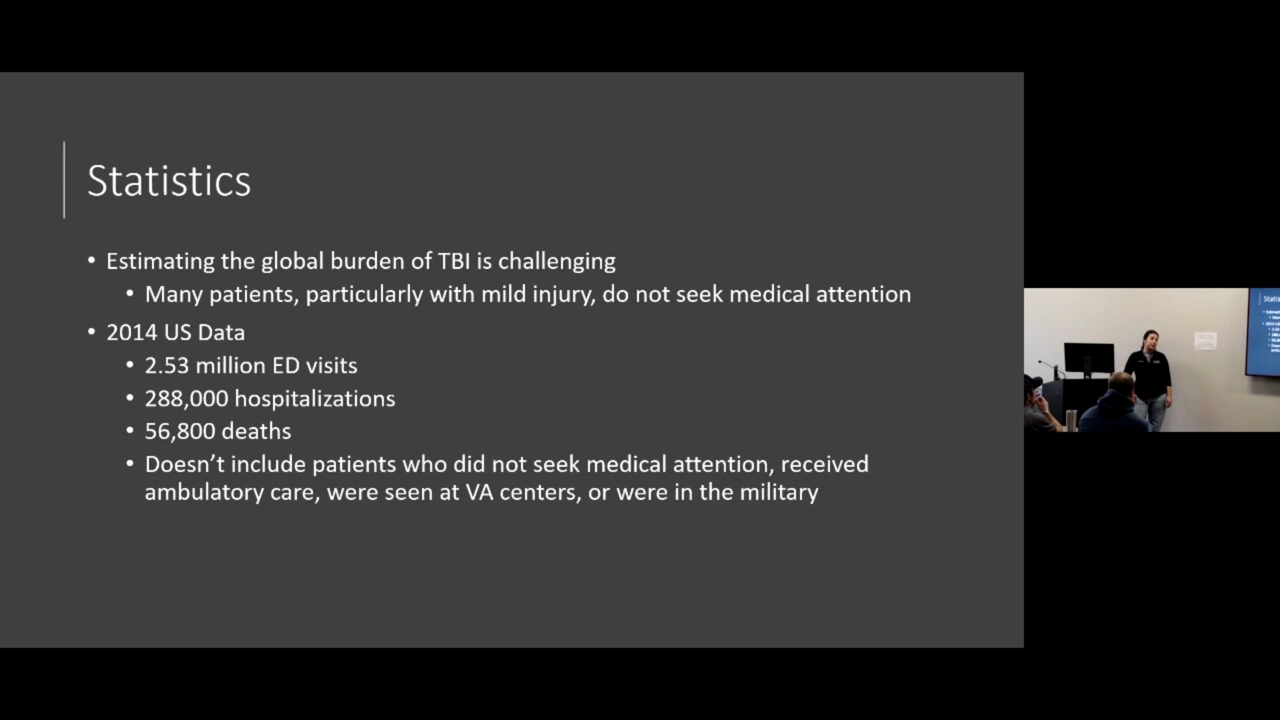 Statistics
• Estimating the global burden of TBI is challenging
• Many patients, particularly with mild injury, do not seek medical attention
• 2014 US Data
• 2.53 million ED visits
• 288,000 hospitalizations
• 56,800 deaths
• Doesn’t include patients who did not seek medical attention, received
ambulatory care, were seen at VA centers, or were in the military